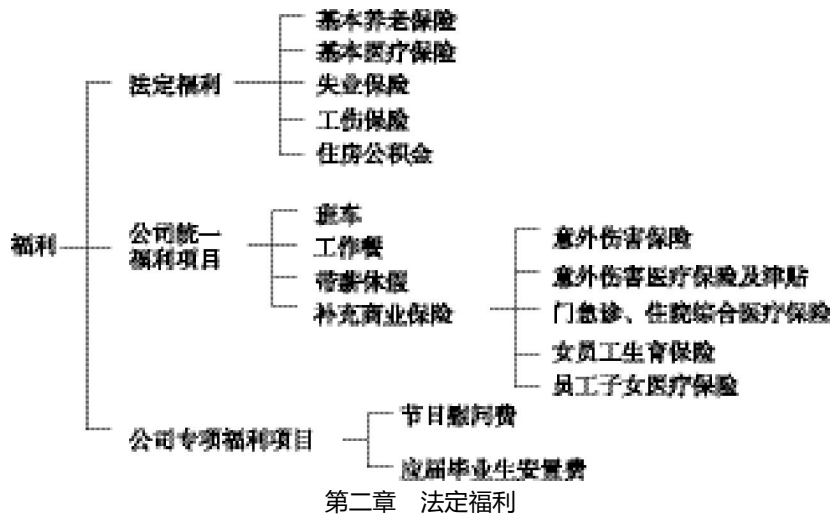 基本养老保险
基本医疗保险
法定福利
失业保险
工伤保险
住房公积金
班车
福利
公司统一
福利项目
工作餐
带薪休假
补充商业保险
意外伤害保险
意外伤害医疗保险及津贴
门急诊、住院综合医疗保险
女员工生育保险
员工子女医疗保险
公司专项福利项目
节日慰问费
应届毕业生安置费
第二章 法定福利